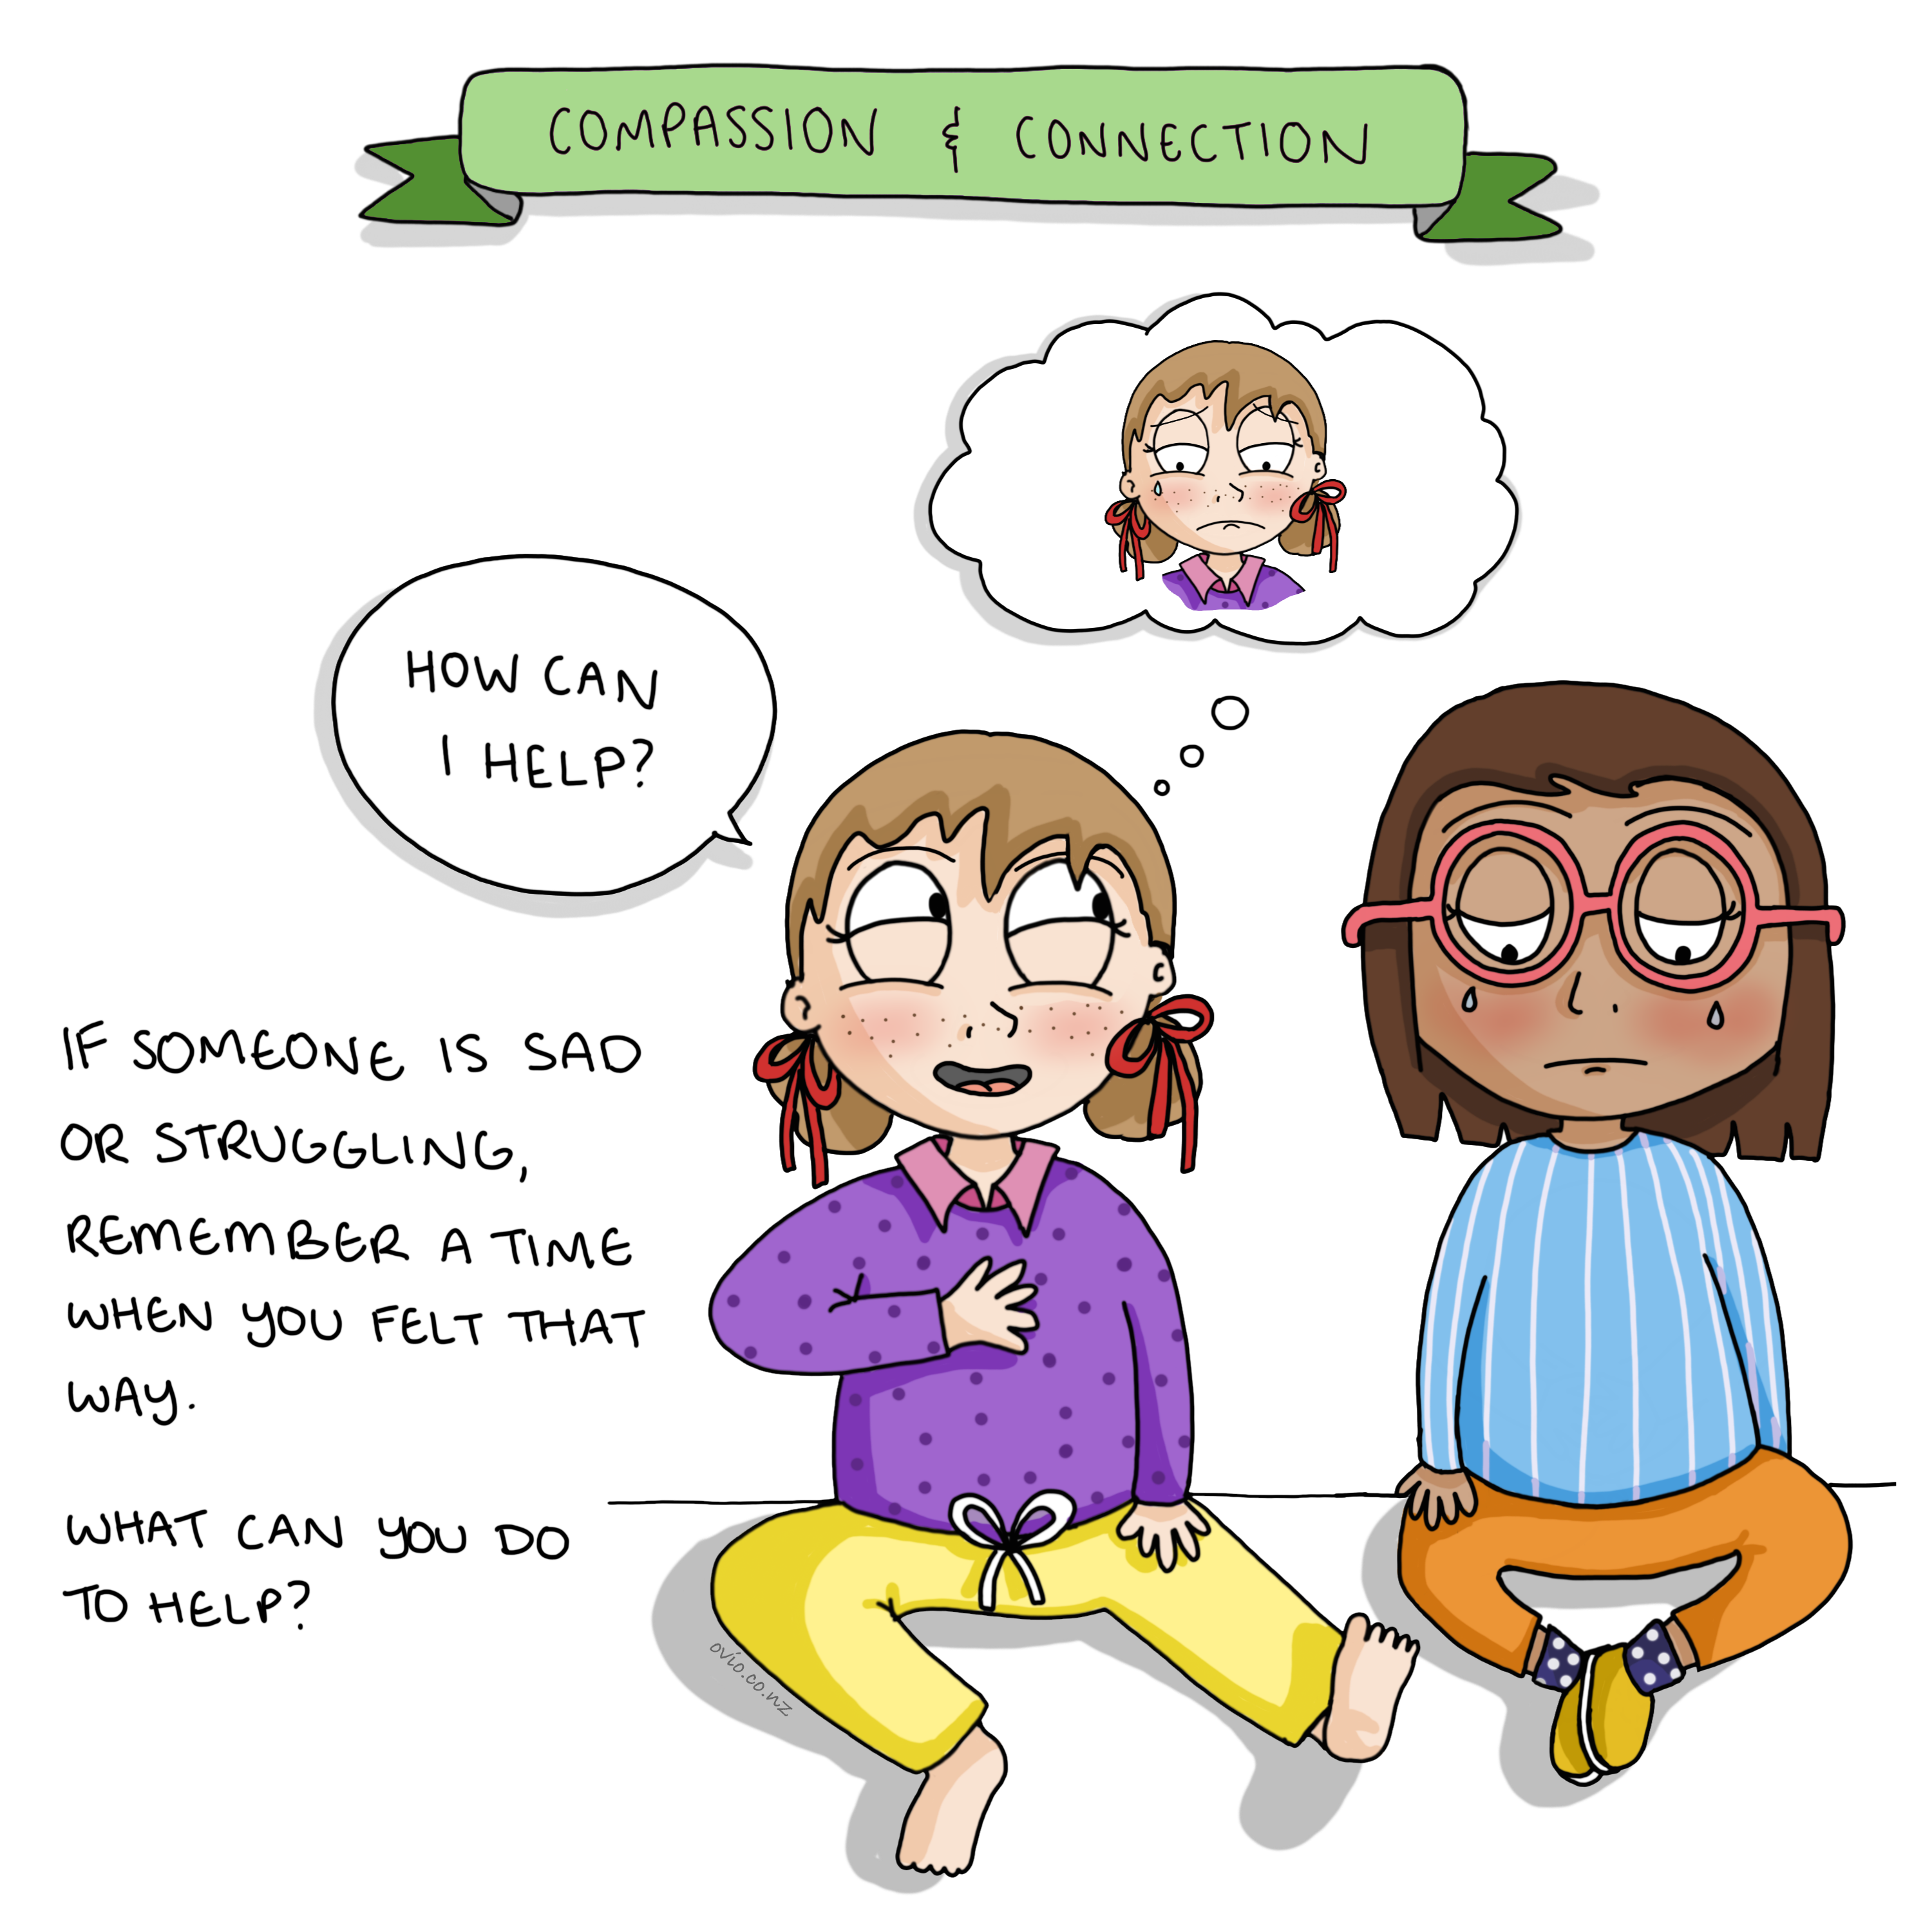 COMPASSION & CONNECTION
HOW CAN
I HELP?
IF SOMEONE IS SAD
OR STRUGGLING,
REMEMBER A TIME
WHEN YOU FELT THAT
WAY.
WHAT CAN YOU DO
TO HELP?
ovio.co.nz